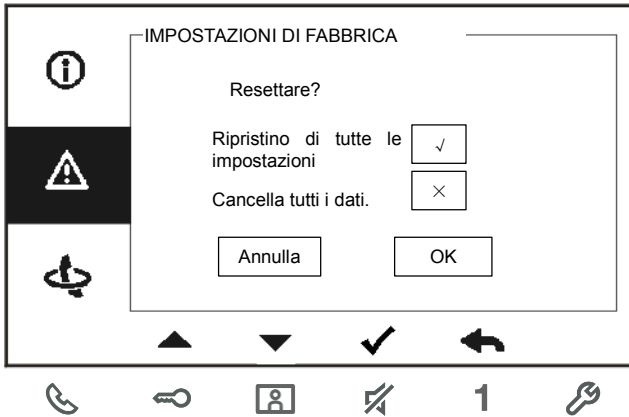 IMPOSTAZIONI DI FABBRICA
Resettare?
Ripristino di tutte le
impostazioni
√
Cancella tutti i dati.
×
Annulla
OK
1